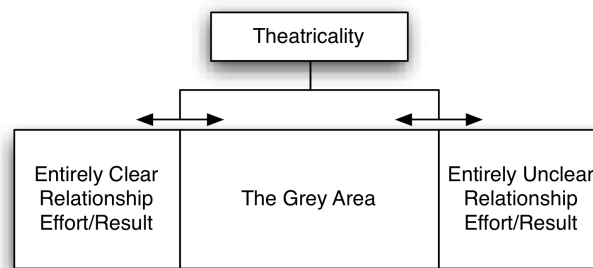 Theatricality
Entirely Clear
Relationship
Effort/Result
The Grey Area
Entirely Unclear
Relationship
Effort/Result